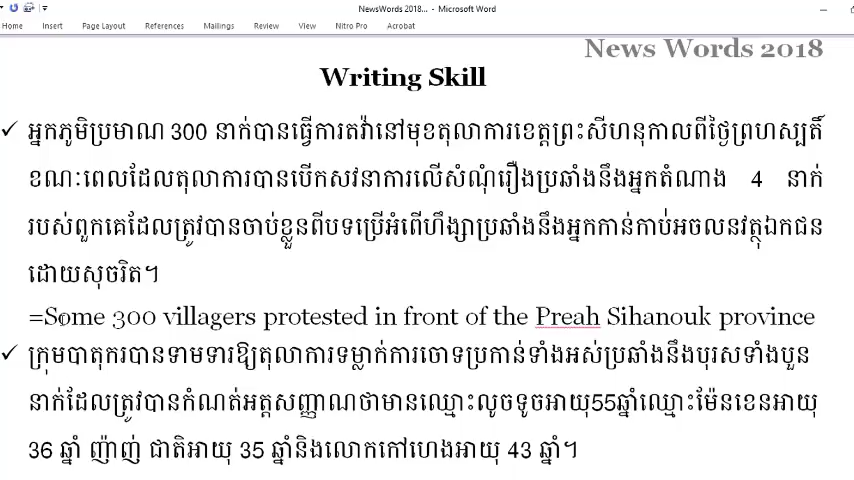 NewsWords 2018... - Microsoft Word
Home Insert Page Layout References Mailings Review View Nitro Pro Acrobat
News Words 2018
Writing Skill
✓ អ្នកភូមិប្រមាណ 300 នាក់បានធ្វើការតវ៉ានៅមុខតុលាការខេត្តព្រះសីហនុកាលពីថ្ងៃព្រហស្បតិ៍
ខណៈពេលដែលតុលាការបានបើកសវនាការលើសំណុំរឿងប្រឆាំងនឹងអ្នកតំណាង 4 នាក់
របស់ពួកគេដែលត្រូវបានចាប់ខ្លួនពីបទប្រើអំពើហឹង្សាប្រឆាំងនឹងអ្នកកាន់កាប់អចលនវត្ថុឯកជន
ដោយសុចរិត។
=Some 300 villagers protested in front of the Preah Sihanouk province
✓ ក្រុមបាតុករបានទាមទារឱ្យតុលាការទម្លាក់ការចោទប្រកាន់ទាំងអស់ប្រឆាំងនឹងបុរសទាំងបួន
នាក់ដែលត្រូវបានកំណត់អត្តសញ្ញាណថាមានឈ្មោះលូចទូចអាយុ55ឆ្នាំឈ្មោះម៉ែនខេនអាយុ
36 ឆ្នាំ ញ៉ាញ់ ជាតិអាយុ 35 ឆ្នាំនិងលោកកៅហេងអាយុ 43 ឆ្នាំ។